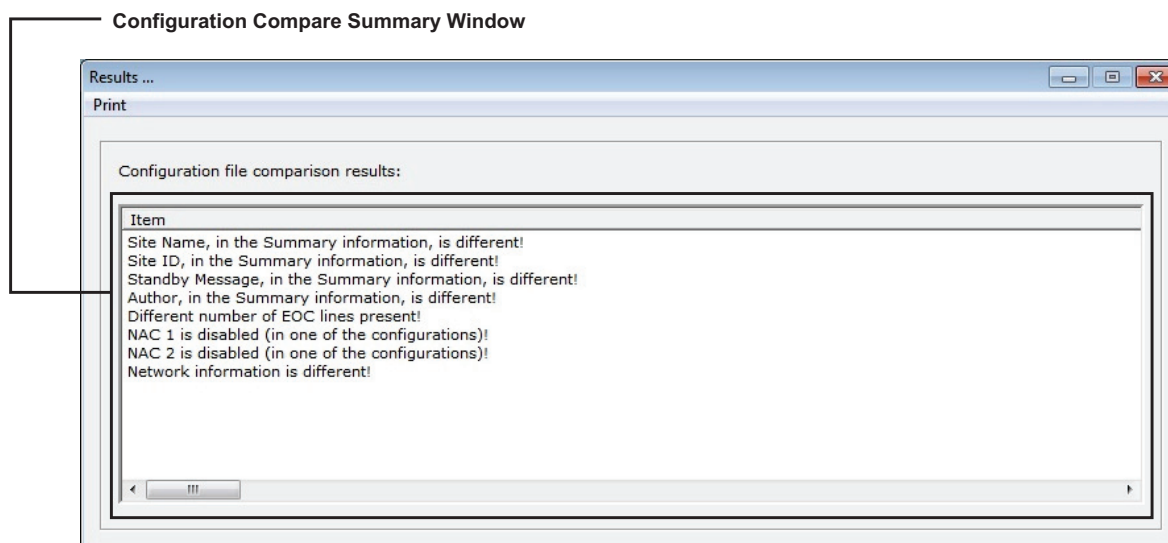 Configuration Compare Summary Window
Results ...
Print
Configuration file comparison results:
Item
Site Name, in the Summary information, is different!
Site ID, in the Summary information, is different!
Standby Message, in the Summary information, is different!
Author, in the Summary information, is different!
Different number of EOC lines present!
NAC 1 is disabled (in one of the configurations)!
NAC 2 is disabled (in one of the configurations)!
Network information is different!